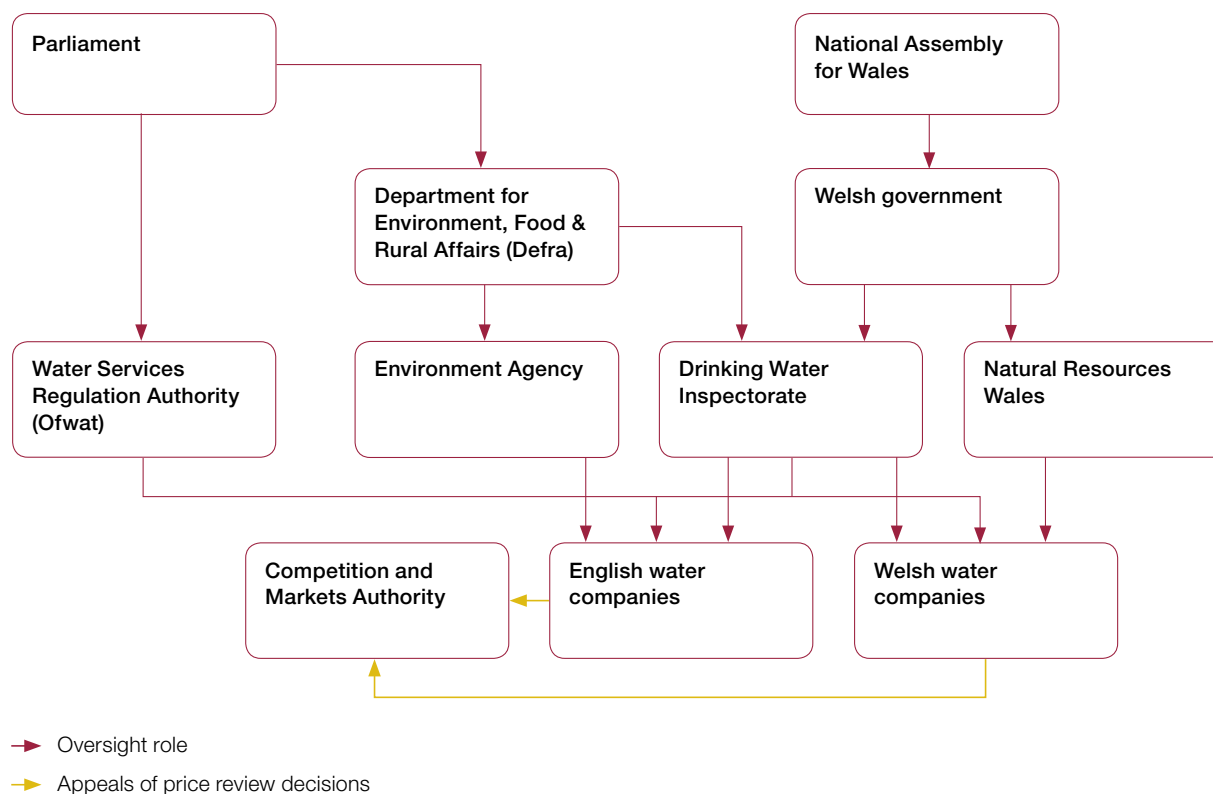 Parliament
National Assembly
for Wales
Department for
Environment, Food &
Rural Affairs (Defra)
Welsh government
Water Services
Regulation Authority
(Ofwat)
Environment Agency
Drinking Water
Inspectorate
Natural Resources
Wales
Competition and
Markets Authority
English water
companies
Welsh water
companies
Oversight role
Appeals of price review decisions